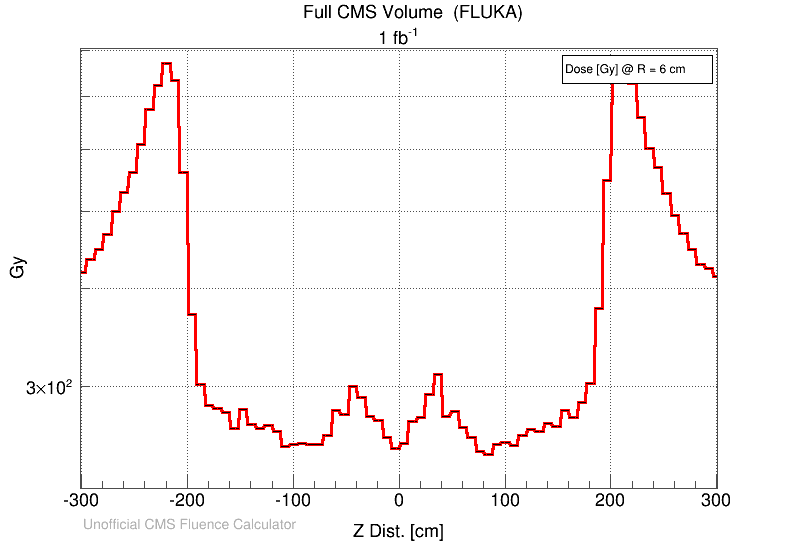 Full CMS Volume (FLUKA)
1 fb⁻¹
Dose [Gy] @ R = 6 cm
Gy
3×10²
-300 -200 -100 0 100 200 300
Unofficial CMS Fluence Calculator
Z Dist. [cm]